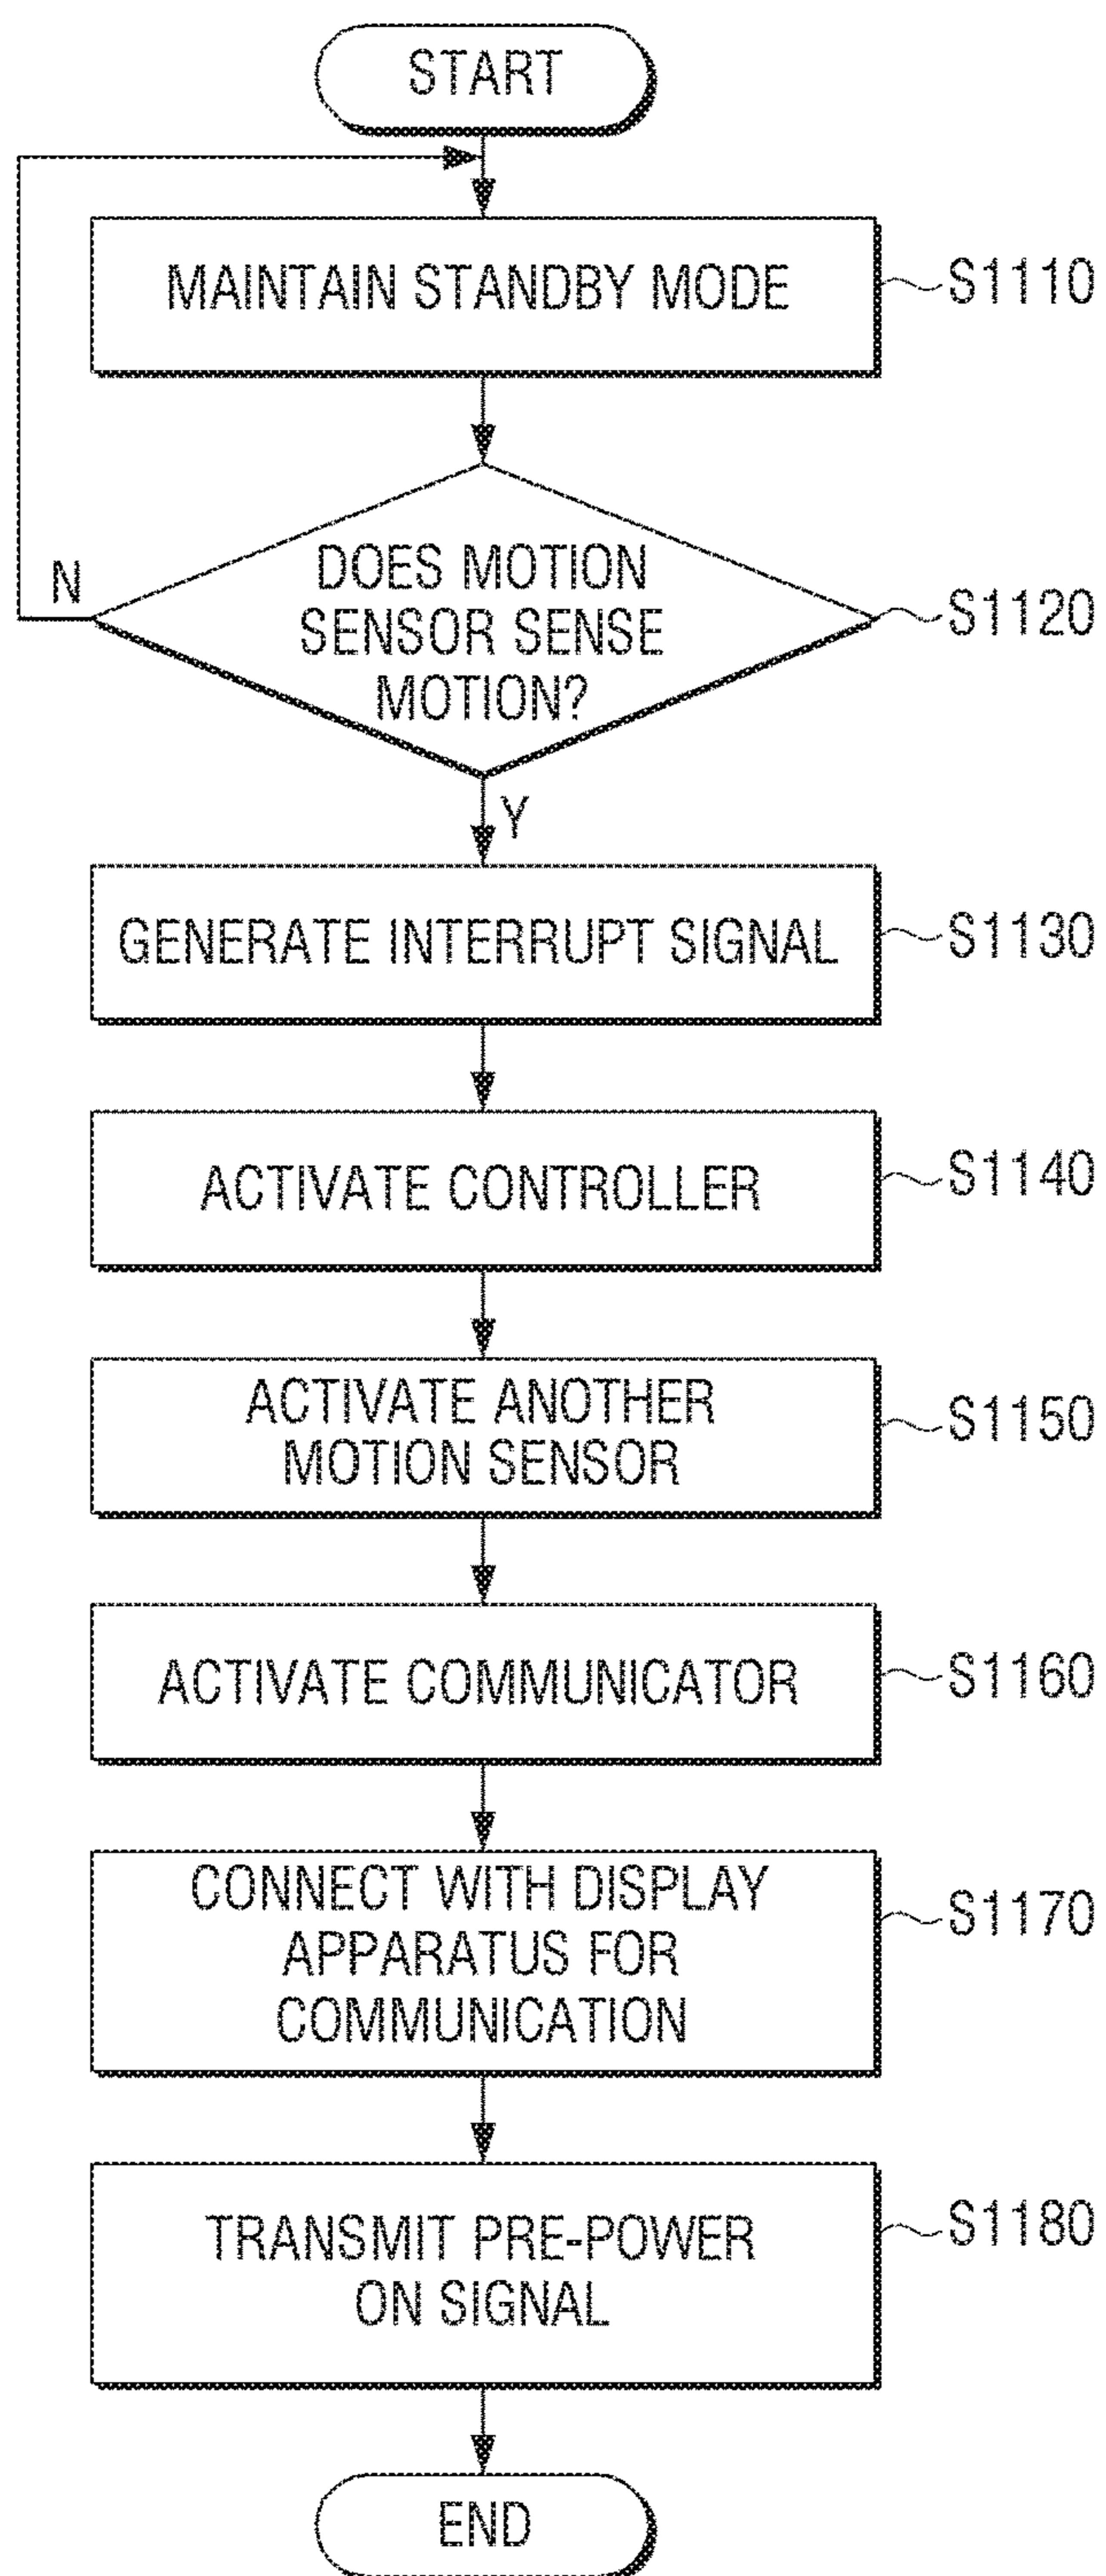 START
MAINTAIN STANDBY MODE
S1110
DOES MOTION
SENSOR SENSE
MOTION?
S1120
N
Y
GENERATE INTERRUPT SIGNAL
S1130
ACTIVATE CONTROLLER
S1140
ACTIVATE ANOTHER
MOTION SENSOR
S1150
ACTIVATE COMMUNICATOR
S1160
CONNECT WITH DISPLAY
APPARATUS FOR
COMMUNICATION
S1170
TRANSMIT PRE-POWER
ON SIGNAL
S1180
END